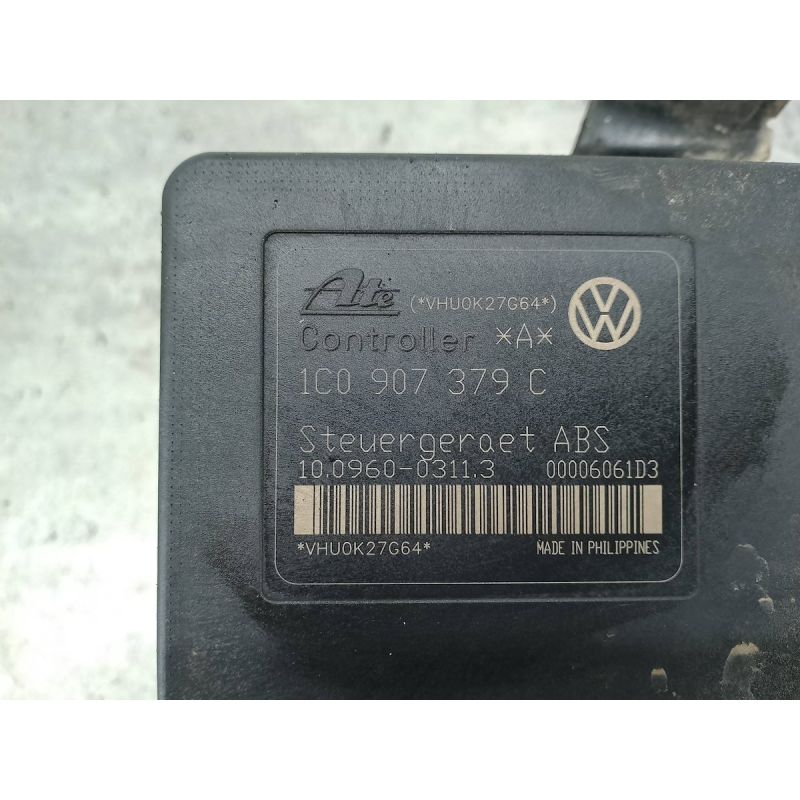 Ate (*VHU0K27G64*)
Controller *A*
1C0 907 379 C
Steuergeraet ABS
10.0960-0311.3 00006061D3
*VHU0K27G64*
MADE IN PHILIPPINES